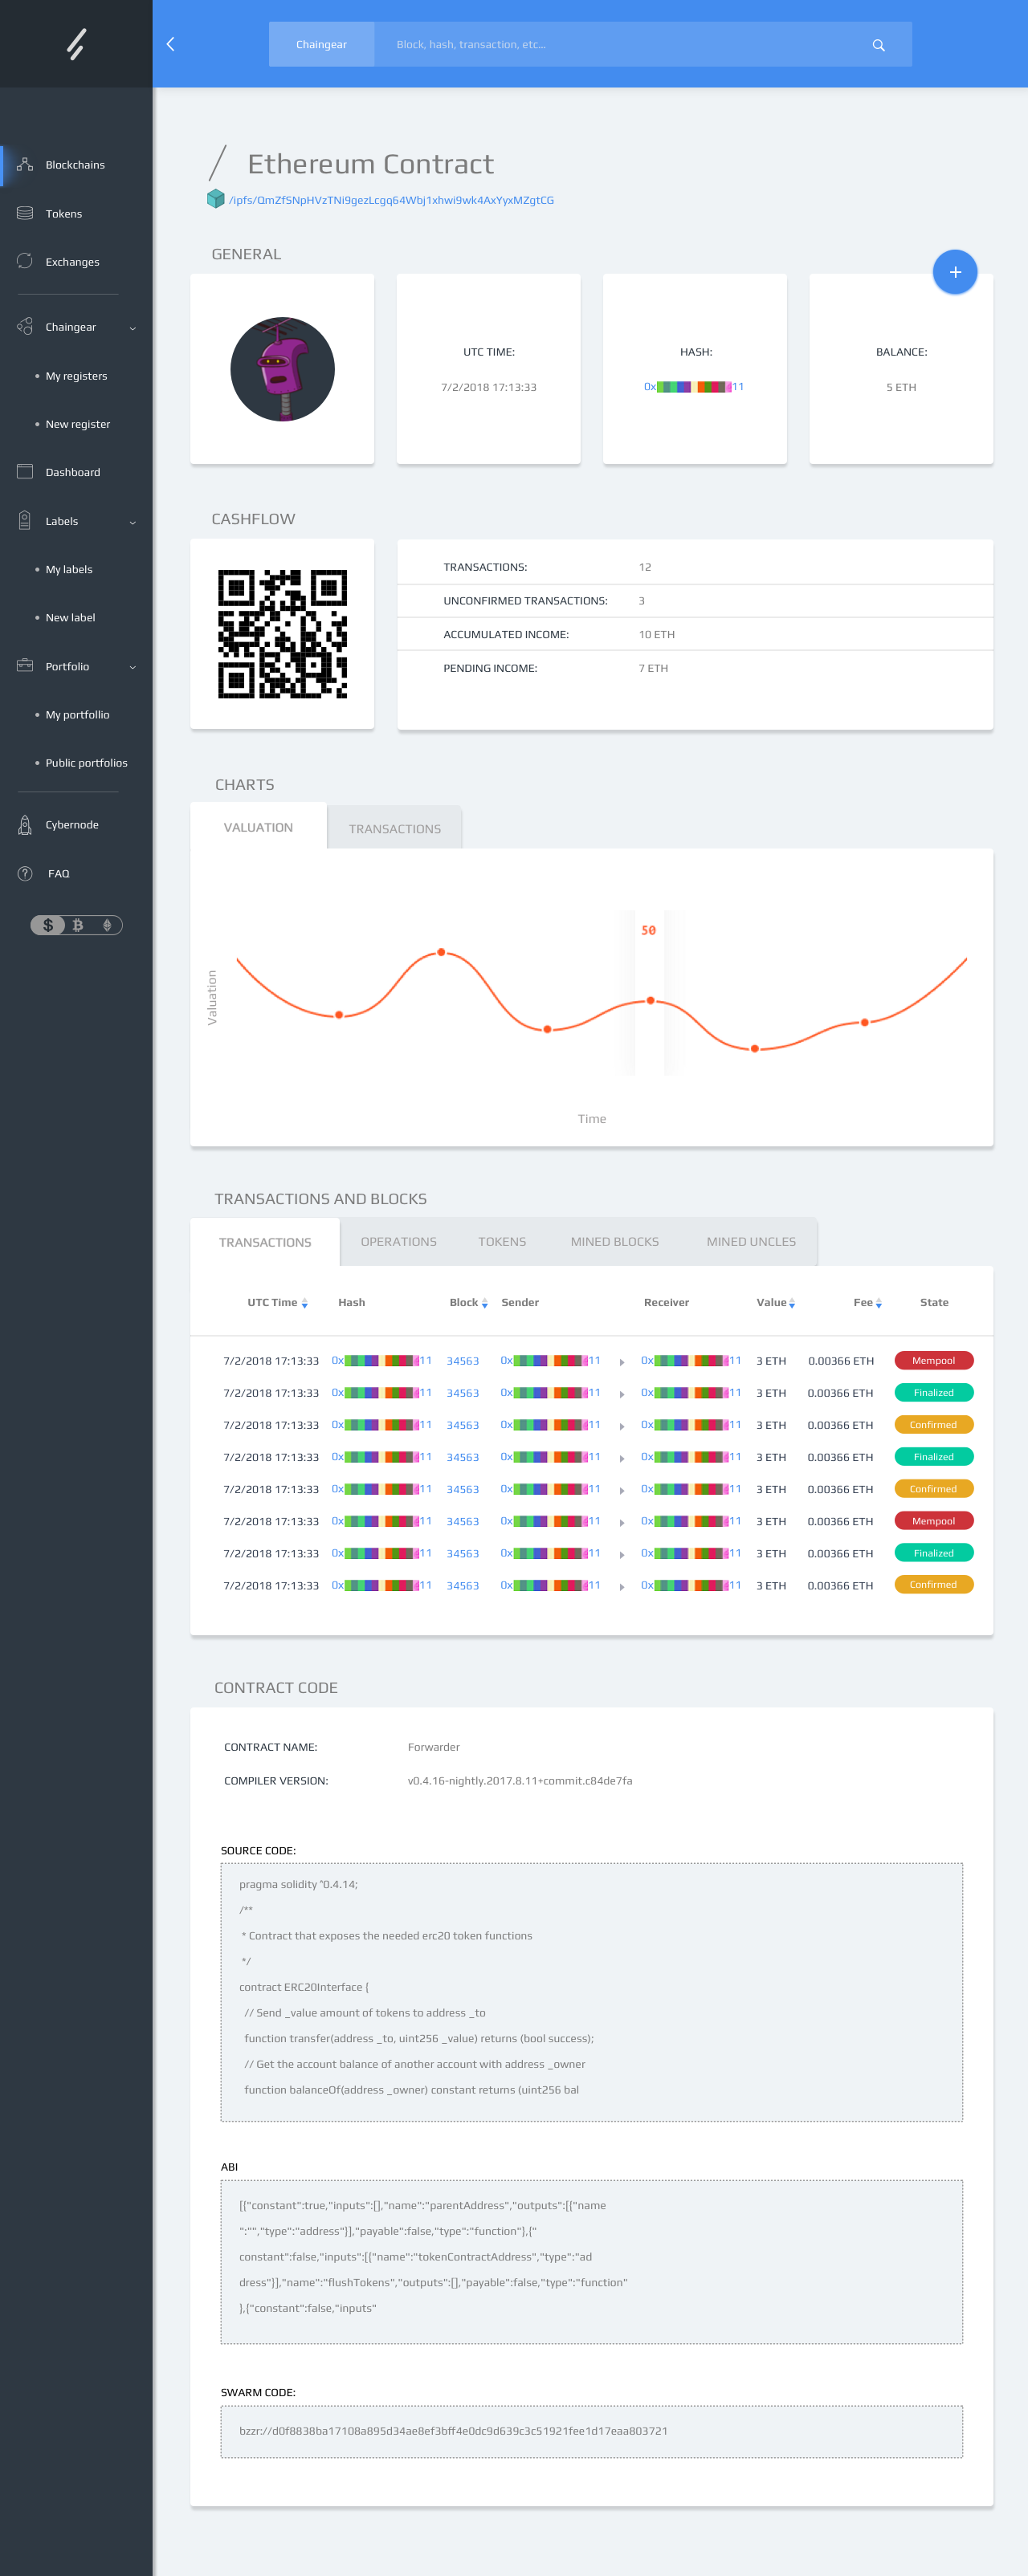 Chaingear
Block, hash, transaction, etc...
Blockchains
Tokens
Exchanges
Chaingear
My registers
New register
Dashboard
Labels
My labels
New label
Portfolio
My portfollio
Public portfolios
Cybernode
FAQ
/ Ethereum Contract
/ipfs/QmZfSNpHVzTNi9gezLcgq64Wbj1xhwi9wk4AxYyxMZgtCG
GENERAL
+
UTC TIME:
7/2/2018 17:13:33
HASH:
0x 11
BALANCE:
5 ETH
CASHFLOW
TRANSACTIONS: 12
UNCONFIRMED TRANSACTIONS: 3
ACCUMULATED INCOME: 10 ETH
PENDING INCOME: 7 ETH
CHARTS
VALUATION TRANSACTIONS
50
Valuation
Time
TRANSACTIONS AND BLOCKS
TRANSACTIONS OPERATIONS TOKENS MINED BLOCKS MINED UNCLES
UTC Time Hash Block Sender Receiver Value Fee State
7/2/2018 17:13:33 0x 11 34563 0x 11 0x 11 3 ETH 0.00366 ETH Mempool
7/2/2018 17:13:33 0x 11 34563 0x 11 0x 11 3 ETH 0.00366 ETH Finalized
7/2/2018 17:13:33 0x 11 34563 0x 11 0x 11 3 ETH 0.00366 ETH Confirmed
7/2/2018 17:13:33 0x 11 34563 0x 11 0x 11 3 ETH 0.00366 ETH Finalized
7/2/2018 17:13:33 0x 11 34563 0x 11 0x 11 3 ETH 0.00366 ETH Confirmed
7/2/2018 17:13:33 0x 11 34563 0x 11 0x 11 3 ETH 0.00366 ETH Mempool
7/2/2018 17:13:33 0x 11 34563 0x 11 0x 11 3 ETH 0.00366 ETH Finalized
7/2/2018 17:13:33 0x 11 34563 0x 11 0x 11 3 ETH 0.00366 ETH Confirmed
CONTRACT CODE
CONTRACT NAME: Forwarder
COMPILER VERSION: v0.4.16-nightly.2017.8.11+commit.c84de7fa
SOURCE CODE:
pragma solidity ^0.4.14;
/**
* Contract that exposes the needed erc20 token functions
*/
contract ERC20Interface {
// Send _value amount of tokens to address _to
function transfer(address _to, uint256 _value) returns (bool success);
// Get the account balance of another account with address _owner
function balanceOf(address _owner) constant returns (uint256 bal
ABI
[{"constant":true,"inputs":[],"name":"parentAddress","outputs":[{"name
":"","type":"address"}],"payable":false,"type":"function"},{"
constant":false,"inputs":[{"name":"tokenContractAddress","type":"ad
dress"}],"name":"flushTokens","outputs":[],"payable":false,"type":"function"
},{"constant":false,"inputs"
SWARM CODE:
bzzr://d0f8838ba17108a895d34ae8ef3bff4e0dc9d639c3c51921fee1d17eaa803721